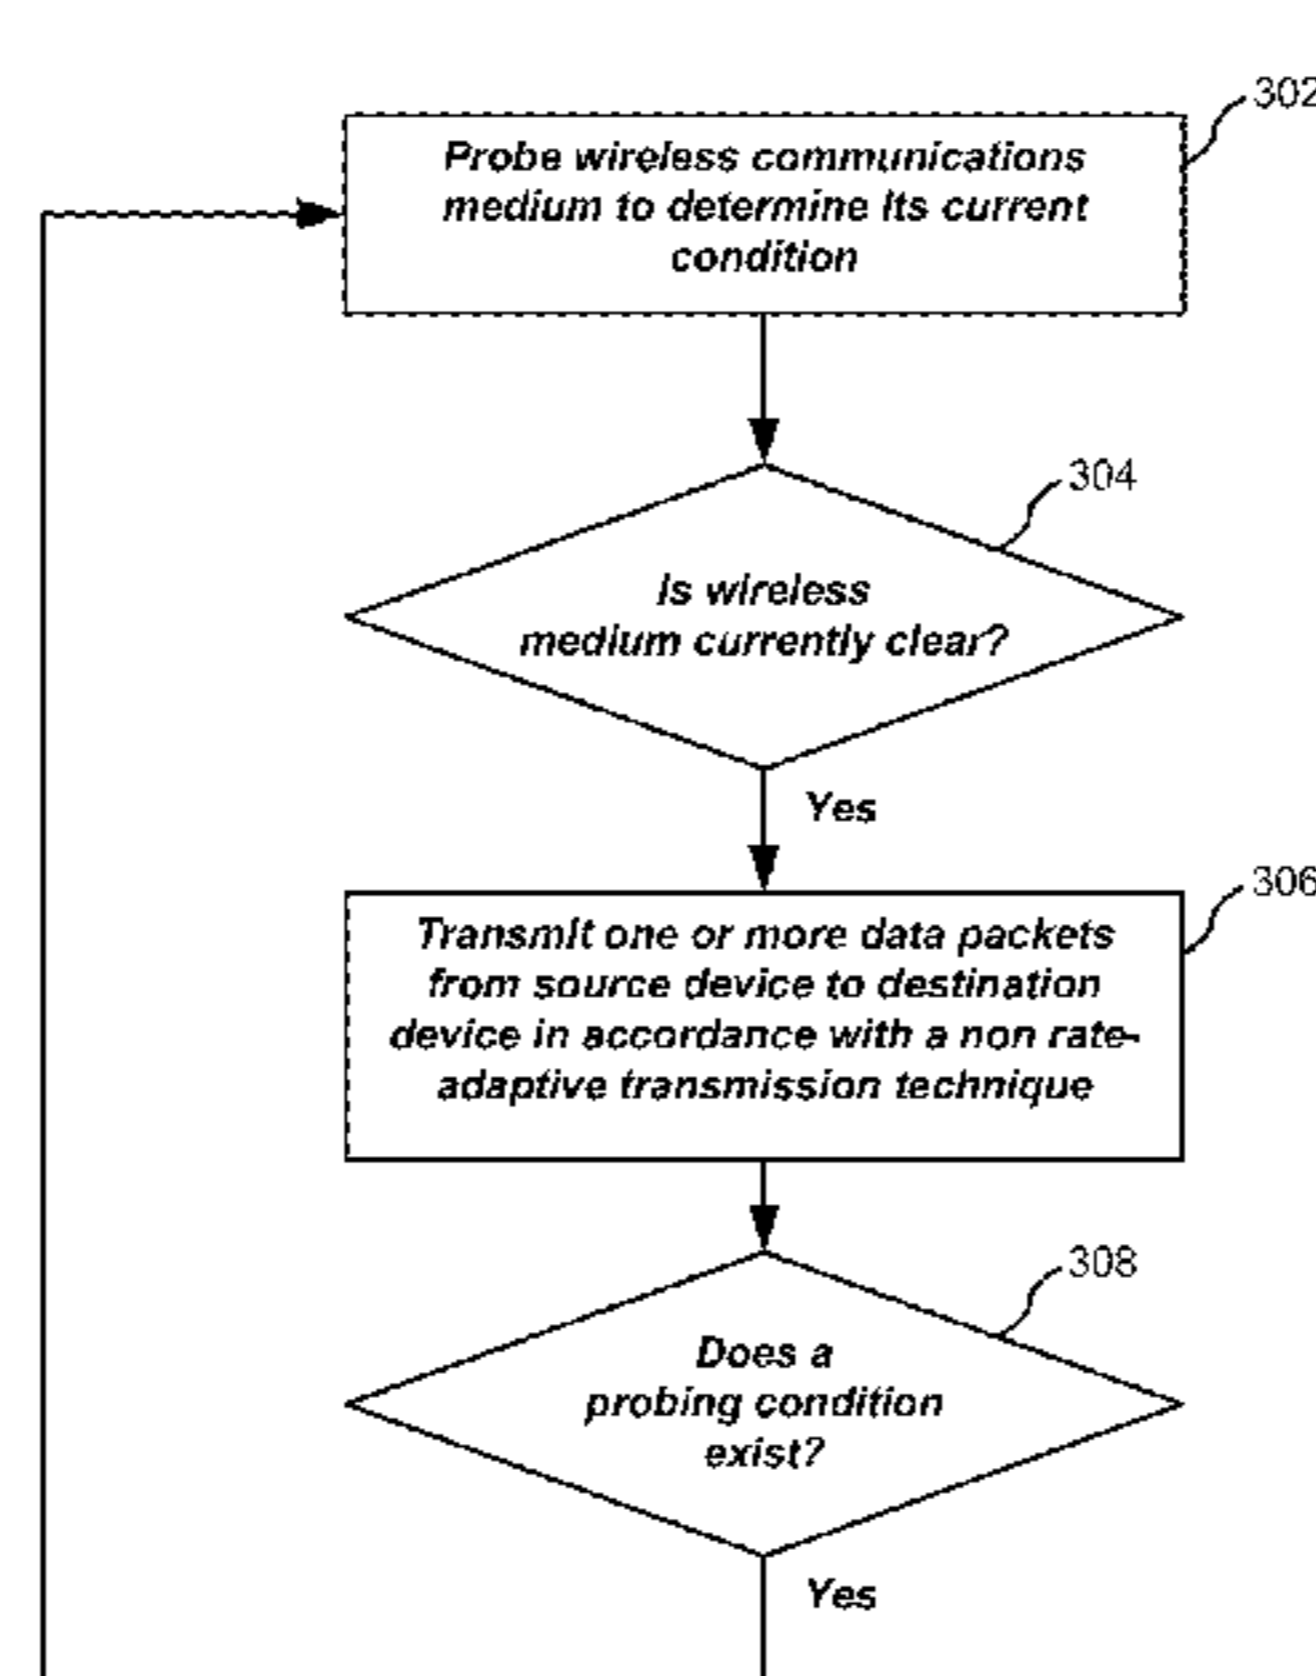 302
Probe wireless communications
medium to determine Its current
condition
304
Is wireless
medium currently clear?
Yes
306
Transmit one or more data packets
from source device to destination
device in accordance with a non rate-
adaptive transmission technique
308
Does a
probing condition
exist?
Yes